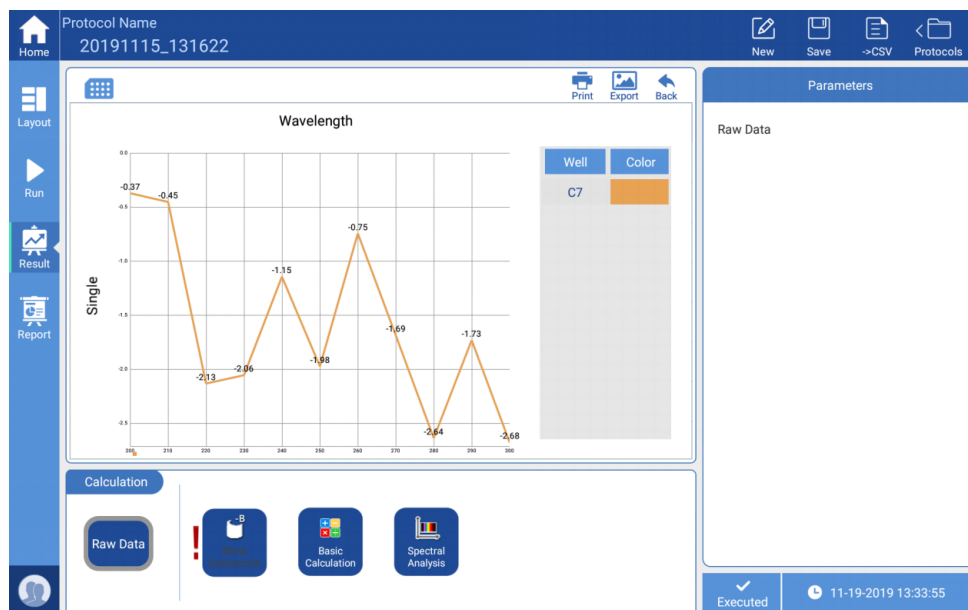 Protocol Name
20191115_131622
Home
New
Save
->CSV
Protocols
Layout
Run
Result
Report
Print
Export
Back
Wavelength
Single
0.0
-0.5
-1.0
-1.5
-2.0
-2.5
-0.37
-0.45
-2.13
-2.06
-1.15
-1.98
-0.75
-1.69
-2.64
-1.73
-2.68
200
210
220
230
240
250
260
270
280
290
300
Well
Color
C7
Parameters
Raw Data
Calculation
Raw Data
!
-B
Basic
Calculation
Spectral
Analysis
Executed
11-19-2019 13:33:55